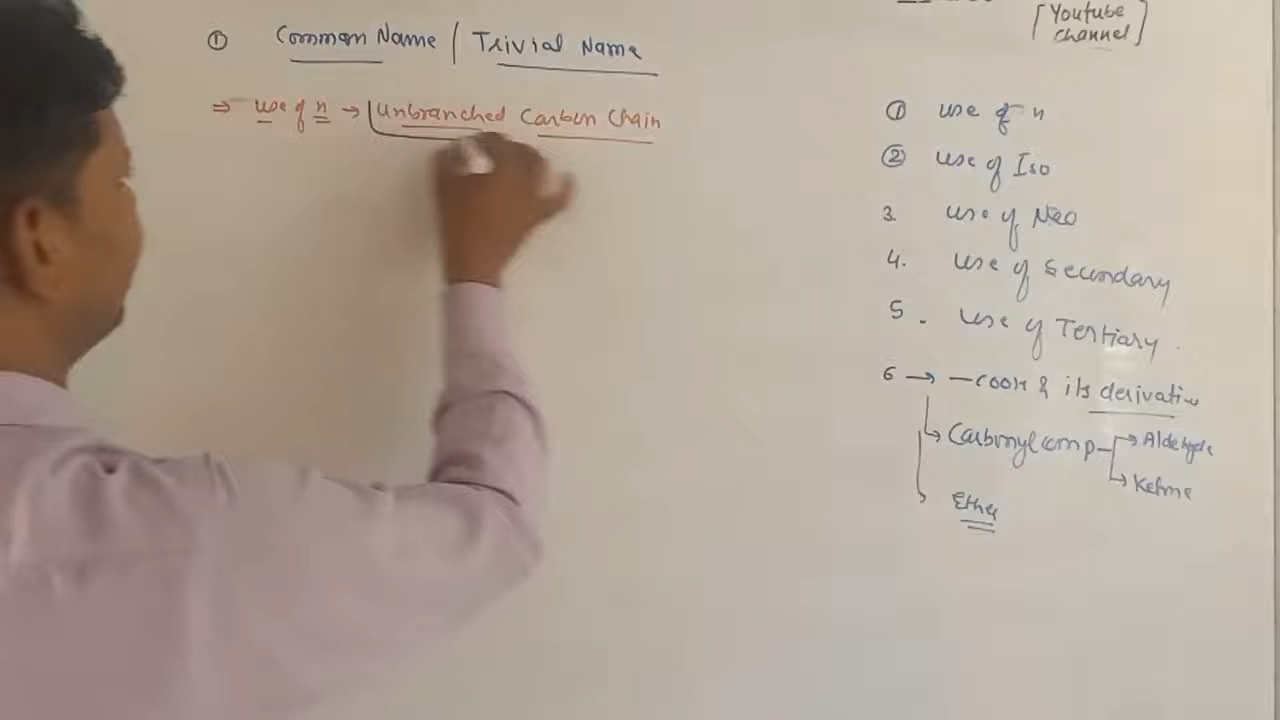 ① Common Name / Trivial Name
⇒ use of n → Unbranched Carbon Chain
[Youtube
channel]
① use of n
② use of Iso
3. use of Neo
4. use of Secondary
5. use of Tertiary.
6 → -COOH & its derivative
↳ Carbonyl comp → Aldehyde
↳ Ketone
↳ Ether